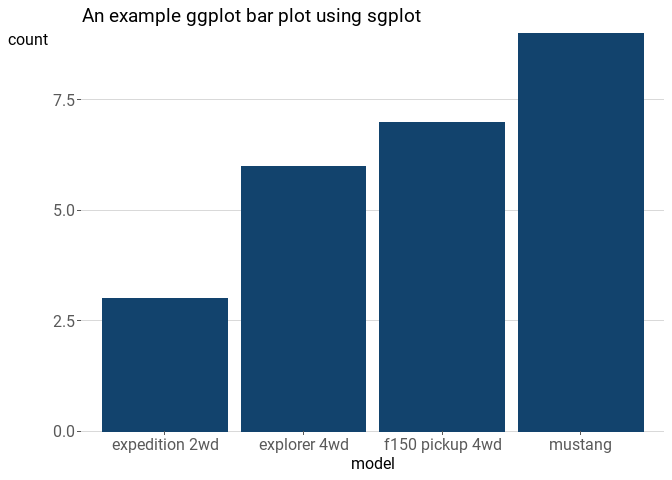 An example ggplot bar plot using sgplot
count
7.5
5.0
2.5
0.0
expedition 2wd explorer 4wd f150 pickup 4wd mustang
model